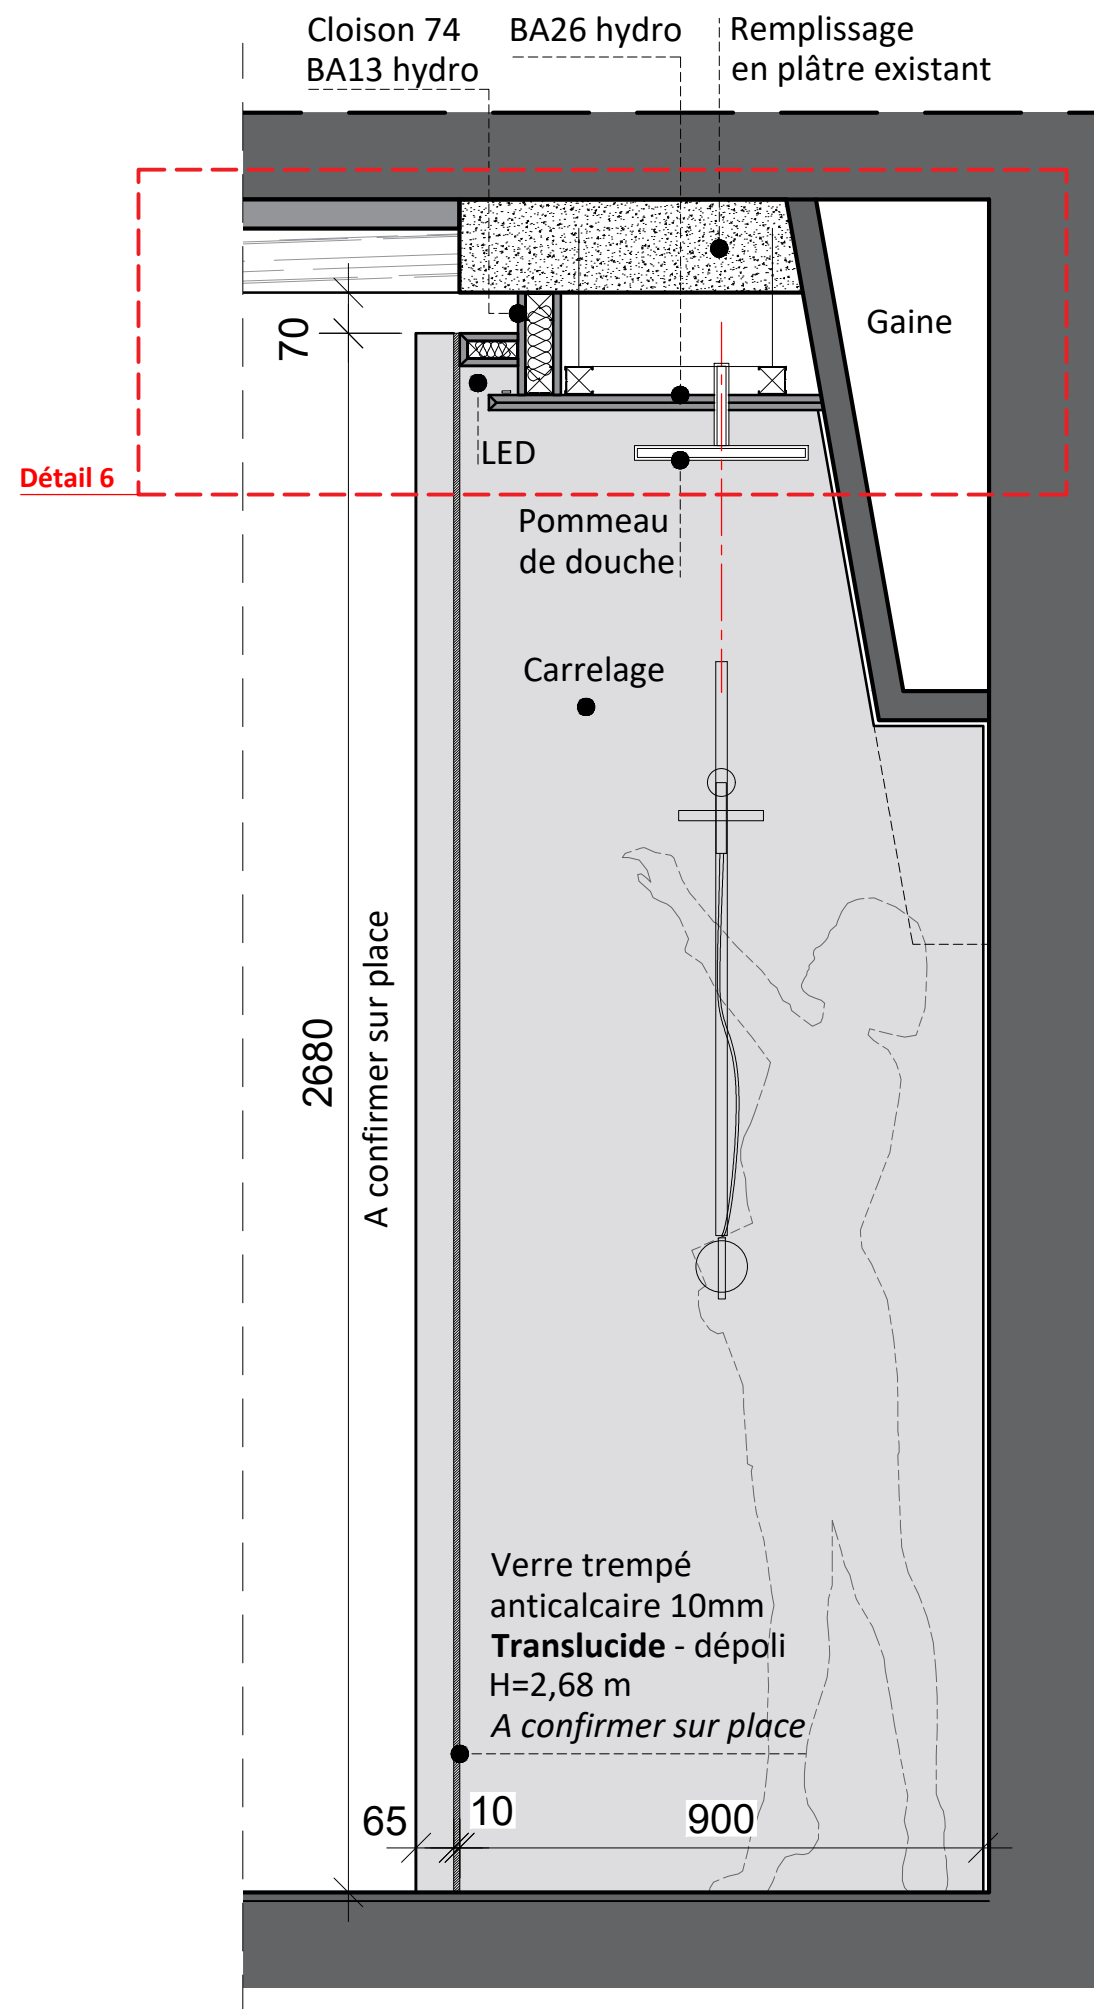 Cloison 74
BA13 hydro
BA26 hydro
Remplissage
en plâtre existant
Gaine
70
LED
Détail 6
Pommeau
de douche
Carrelage
2680
A confirmer sur place
Verre trempé
anticalcaire 10mm
Translucide - dépoli
H=2,68 m
A confirmer sur place
65
10
900